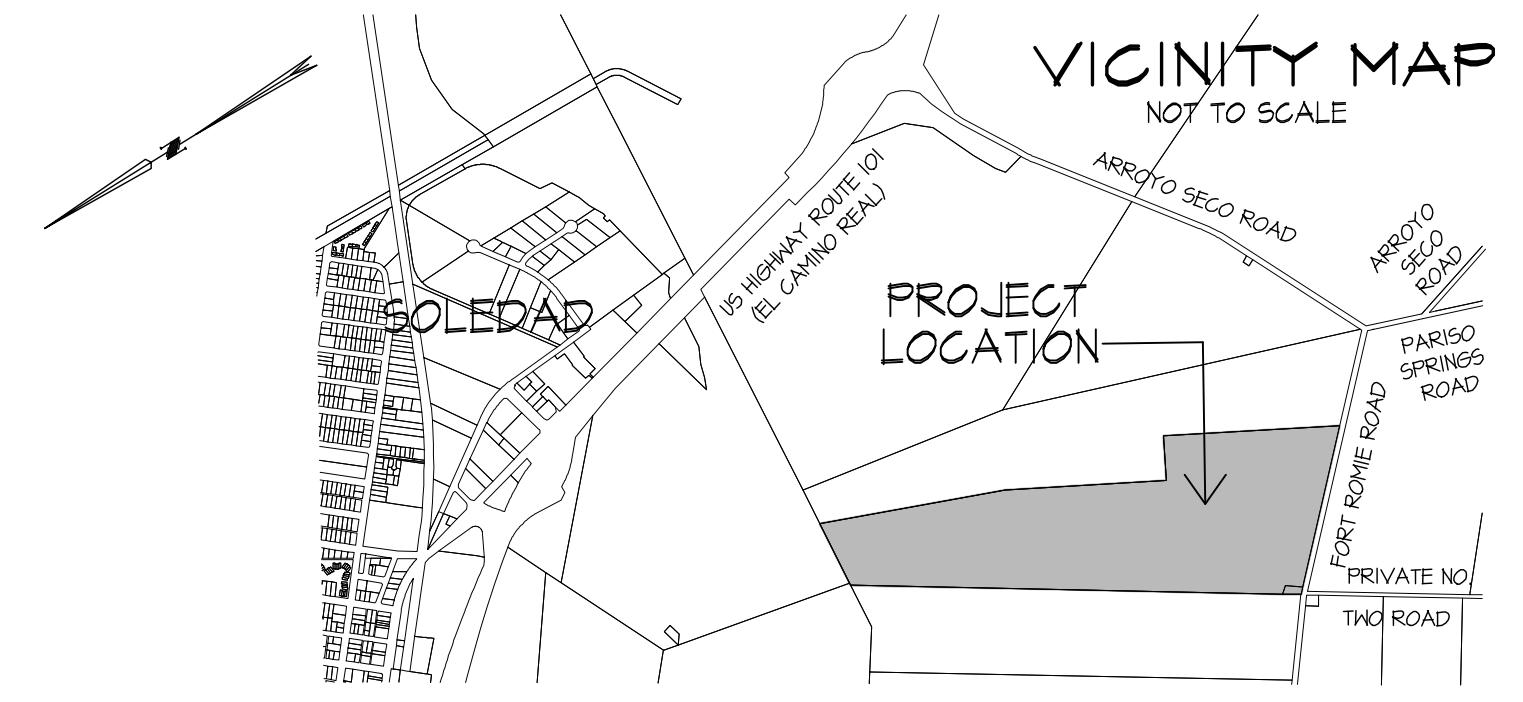 VICINITY MAP
NOT TO SCALE
N
ARROYO SECO ROAD
US HIGHWAY ROUTE 101
(EL CAMINO REAL)
ARROYO
SECO
ROAD
SOLEDAD
PROJECT
LOCATION
PARISO
SPRINGS
ROAD
FORT ROMIE ROAD
PRIVATE NO.
TWO ROAD